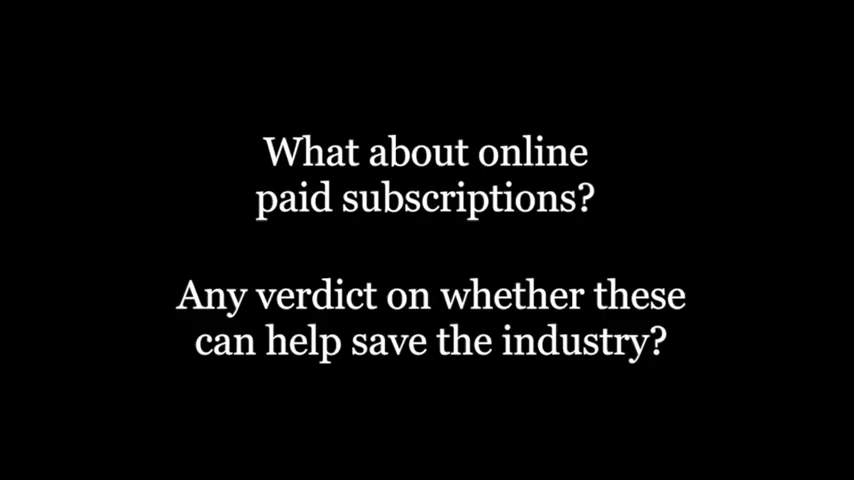 What about online
paid subscriptions?
Any verdict on whether these
can help save the industry?